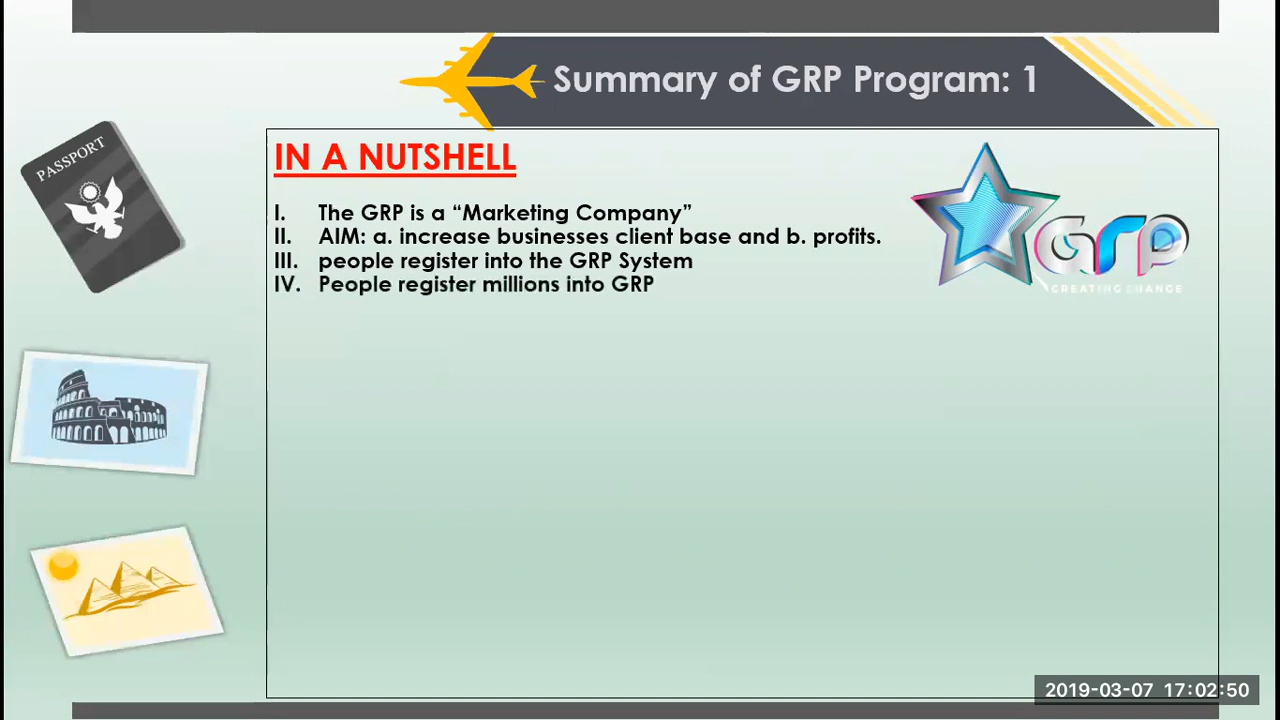 Summary of GRP Program: 1
PASSPORT
IN A NUTSHELL
I. The GRP is a “Marketing Company”
II. AIM: a. increase businesses client base and b. profits.
III. people register into the GRP System
IV. People register millions into GRP
Grp
CREATING CHANGE
2019-03-07 17:02:50